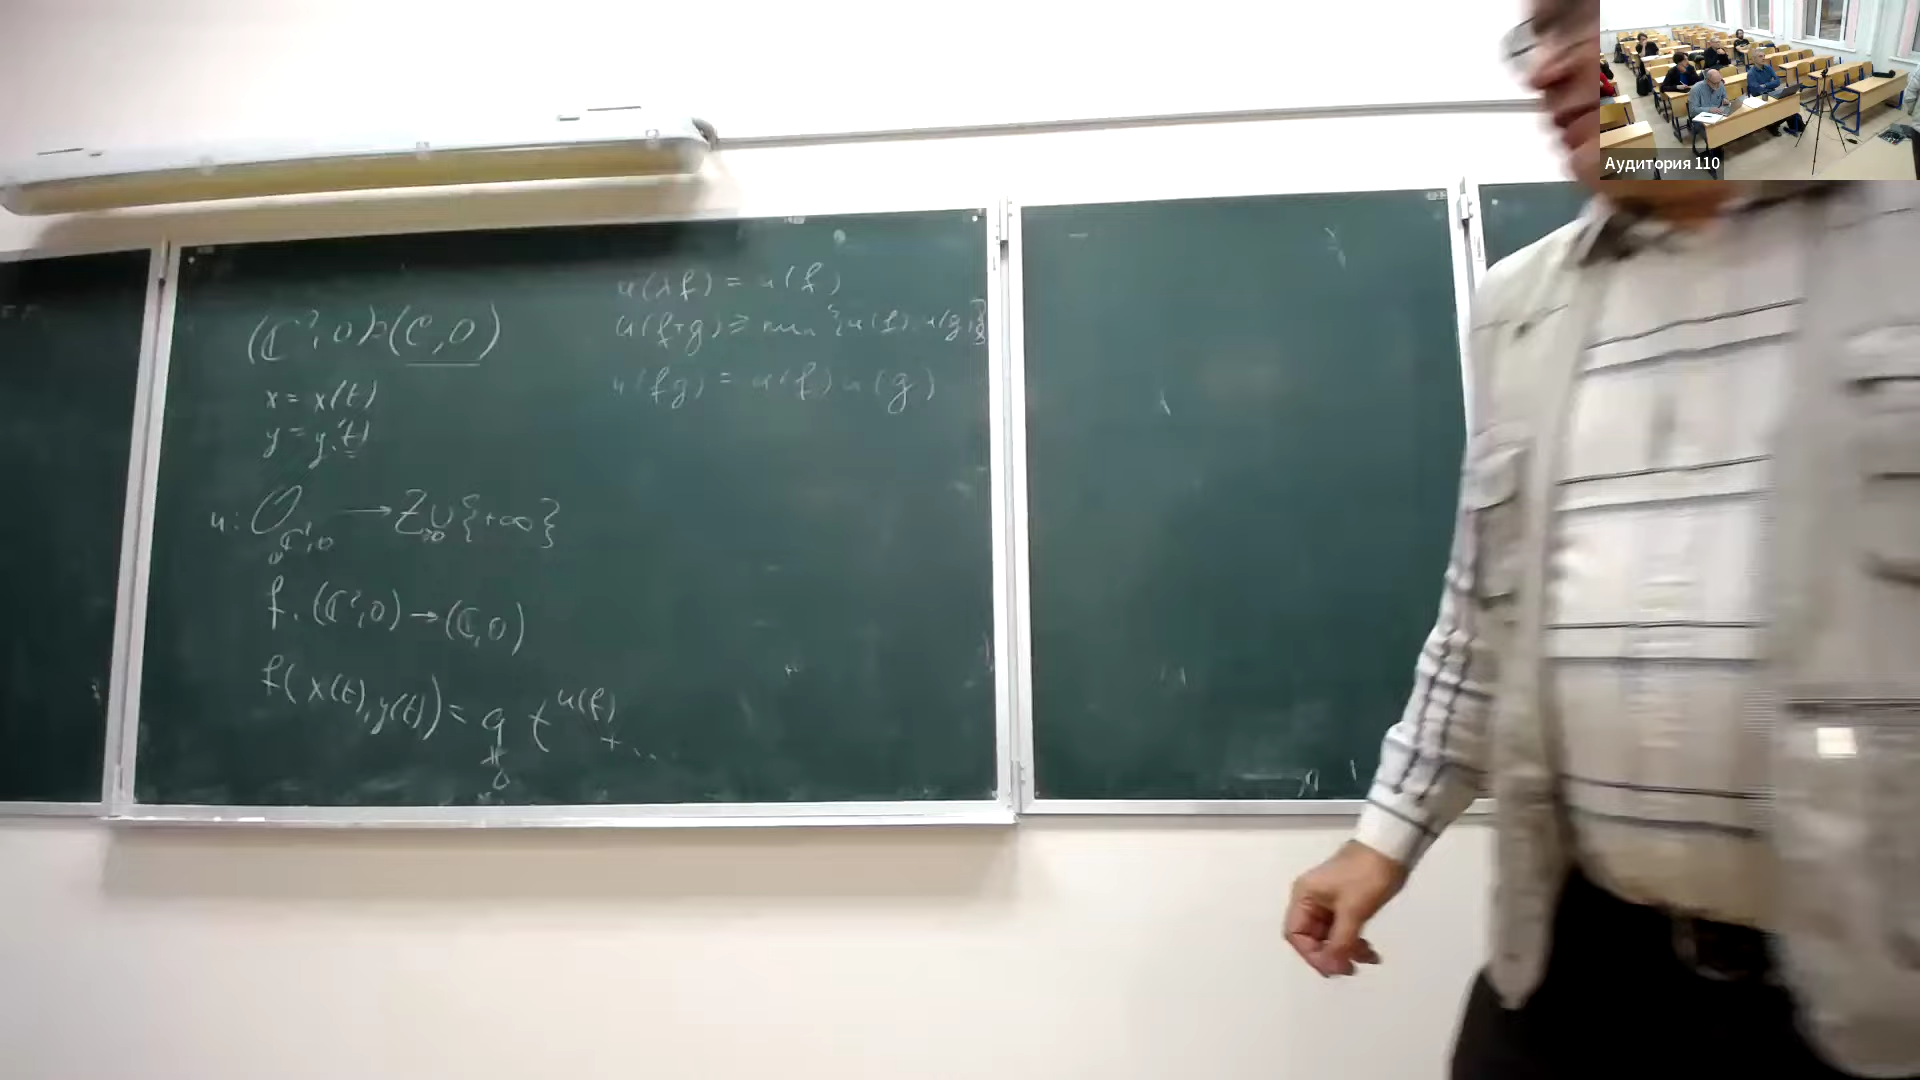 (ℂ²,0)⊃(C,0)
x = x(t)
y = y(t)
u: O_{ℂ²,0} → Z_{≥0} ∪ {+∞}
f: (ℂ²,0) → (ℂ,0)
f(x(t),y(t)) = a t^{u(f)} + ...
≠
0
u(λf) = u(f)
u(f+g) ≥ min {u(f), u(g)}
u(fg) = u(f) u(g)
Аудитория 110